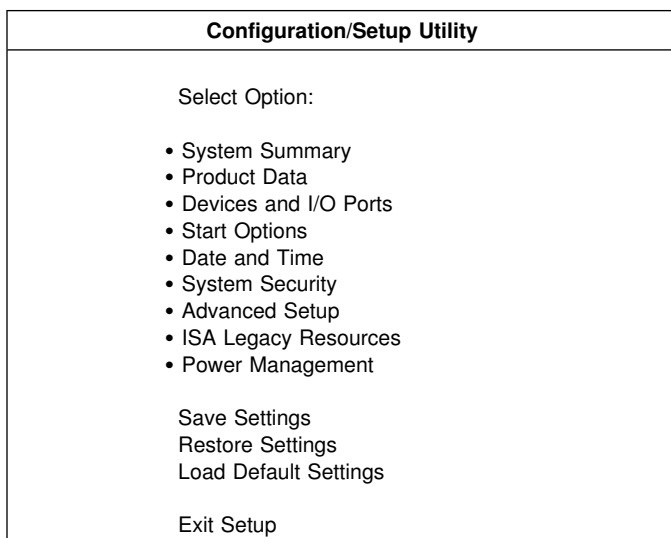 Configuration/Setup Utility
Select Option:
• System Summary
• Product Data
• Devices and I/O Ports
• Start Options
• Date and Time
• System Security
• Advanced Setup
• ISA Legacy Resources
• Power Management
Save Settings
Restore Settings
Load Default Settings
Exit Setup